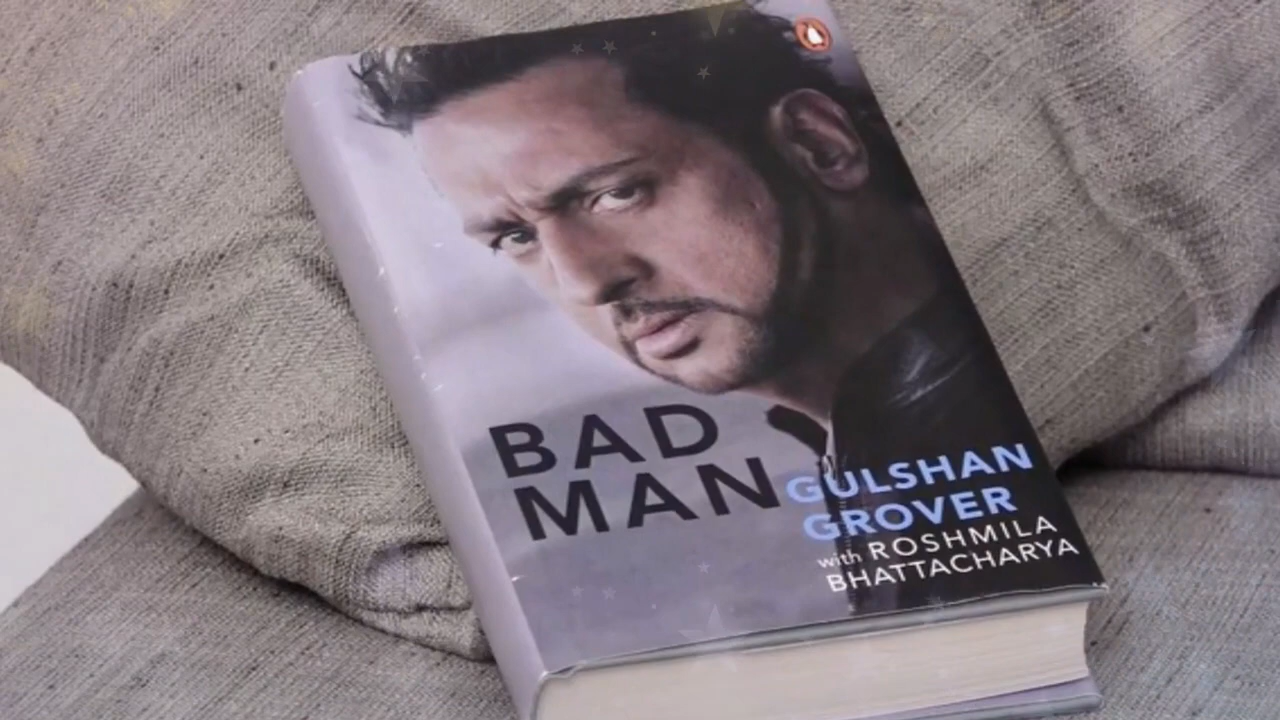 BAD
MAN
GULSHAN
GROVER
with ROSHMILA
BHATTACHARYA